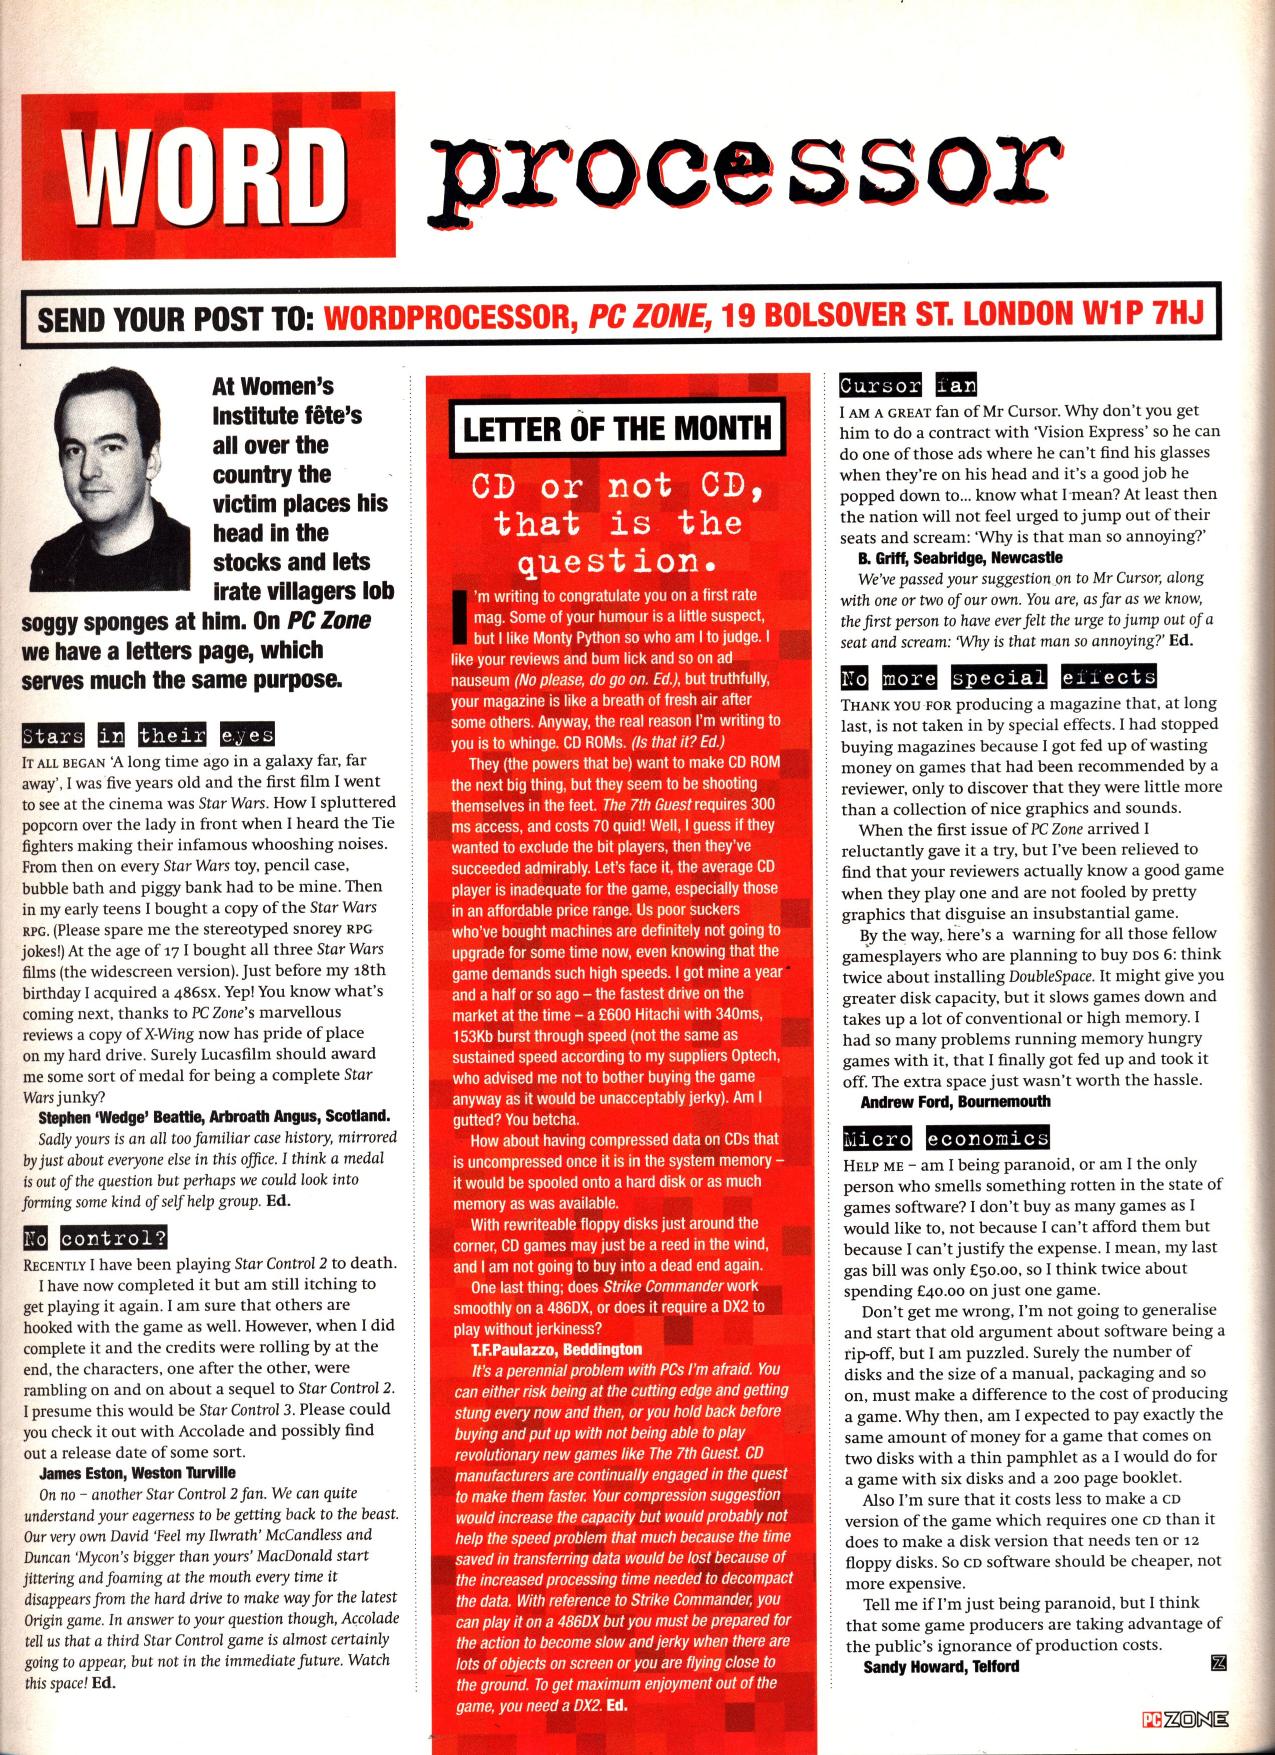 WORD processor
SEND YOUR POST TO: WORDPROCESSOR, PC ZONE, 19 BOLSOVER ST. LONDON W1P 7HJ
At Women's
Institute fête's
all over the
country the
victim places his
head in the
stocks and lets
irate villagers lob
soggy sponges at him. On PC Zone
we have a letters page, which
serves much the same purpose.
Stars in their eyes
IT ALL BEGAN 'A long time ago in a galaxy far, far
away', I was five years old and the first film I went
to see at the cinema was Star Wars. How I spluttered
popcorn over the lady in front when I heard the Tie
fighters making their infamous whooshing noises.
From then on every Star Wars toy, pencil case,
bubble bath and piggy bank had to be mine. Then
in my early teens I bought a copy of the Star Wars
RPG. (Please spare me the stereotyped snorey RPG
jokes!) At the age of 17 I bought all three Star Wars
films (the widescreen version). Just before my 18th
birthday I acquired a 486SX. Yep! You know what's
coming next, thanks to PC Zone's marvellous
reviews a copy of X-Wing now has pride of place
on my hard drive. Surely Lucasfilm should award
me some sort of medal for being a complete Star
Wars junky?
Stephen 'Wedge' Beattie, Arbroath Angus, Scotland.
Sadly yours is an all too familiar case history, mirrored
by just about everyone else in this office. I think a medal
is out of the question but perhaps we could look into
forming some kind of self help group. Ed.
No control?
RECENTLY I have been playing Star Control 2 to death.
I have now completed it but am still itching to
get playing it again. I am sure that others are
hooked with the game as well. However, when I did
complete it and the credits were rolling by at the
end, the characters, one after the other, were
rambling on and on about a sequel to Star Control 2.
I presume this would be Star Control 3. Please could
you check it out with Accolade and possibly find
out a release date of some sort.
James Eston, Weston Turville
On no – another Star Control 2 fan. We can quite
understand your eagerness to be getting back to the beast.
Our very own David 'Feel my Ilwrath' McCandless and
Duncan 'Mycon's bigger than yours' MacDonald start
jittering and foaming at the mouth every time it
disappears from the hard drive to make way for the latest
Origin game. In answer to your question though, Accolade
tell us that a third Star Control game is almost certainly
going to appear, but not in the immediate future. Watch
this space! Ed.
LETTER OF THE MONTH
CD or not CD,
that is the
question.
I'm writing to congratulate you on a first rate
mag. Some of your humour is a little suspect,
but I like Monty Python so who am I to judge. I
like your reviews and bum lick and so on ad
nauseum (No please, do go on. Ed.), but truthfully,
your magazine is like a breath of fresh air after
some others. Anyway, the real reason I'm writing to
you is to whinge. CD ROMs. (Is that it? Ed.)
They (the powers that be) want to make CD ROM
the next big thing, but they seem to be shooting
themselves in the feet. The 7th Guest requires 300
ms access, and costs 70 quid! Well, I guess if they
wanted to exclude the bit players, then they've
succeeded admirably. Let's face it, the average CD
player is inadequate for the game, especially those
in an affordable price range. Us poor suckers
who've bought machines are definitely not going to
upgrade for some time now, even knowing that the
game demands such high speeds. I got mine a year
and a half or so ago – the fastest drive on the
market at the time – a £600 Hitachi with 340ms,
153Kb burst through speed (not the same as
sustained speed according to my suppliers Optech,
who advised me not to bother buying the game
anyway as it would be unacceptably jerky). Am I
gutted? You betcha.
How about having compressed data on CDs that
is uncompressed once it is in the system memory –
it would be spooled onto a hard disk or as much
memory as was available.
With rewriteable floppy disks just around the
corner, CD games may just be a reed in the wind,
and I am not going to buy into a dead end again.
One last thing; does Strike Commander work
smoothly on a 486DX, or does it require a DX2 to
play without jerkiness?
T.F.Paulazzo, Beddington
It's a perennial problem with PCs I'm afraid. You
can either risk being at the cutting edge and getting
stung every now and then, or you hold back before
buying and put up with not being able to play
revolutionary new games like The 7th Guest. CD
manufacturers are continually engaged in the quest
to make them faster. Your compression suggestion
would increase the capacity but would probably not
help the speed problem that much because the time
saved in transferring data would be lost because of
the increased processing time needed to decompact
the data. With reference to Strike Commander, you
can play it on a 486DX but you must be prepared for
the action to become slow and jerky when there are
lots of objects on screen or you are flying close to
the ground. To get maximum enjoyment out of the
game, you need a DX2. Ed.
Cursor fan
I AM A GREAT fan of Mr Cursor. Why don't you get
him to do a contract with 'Vision Express' so he can
do one of those ads where he can't find his glasses
when they're on his head and it's a good job he
popped down to... know what I mean? At least then
the nation will not feel urged to jump out of their
seats and scream: 'Why is that man so annoying?'
B. Griff, Seabridge, Newcastle
We've passed your suggestion on to Mr Cursor, along
with one or two of our own. You are, as far as we know,
the first person to have ever felt the urge to jump out of a
seat and scream: 'Why is that man so annoying?' Ed.
No more special effects
THANK YOU FOR producing a magazine that, at long
last, is not taken in by special effects. I had stopped
buying magazines because I got fed up of wasting
money on games that had been recommended by a
reviewer, only to discover that they were little more
than a collection of nice graphics and sounds.
When the first issue of PC Zone arrived I
reluctantly gave it a try, but I've been relieved to
find that your reviewers actually know a good game
when they play one and are not fooled by pretty
graphics that disguise an insubstantial game.
By the way, here's a warning for all those fellow
gamesplayers who are planning to buy DOS 6: think
twice about installing DoubleSpace. It might give you
greater disk capacity, but it slows games down and
takes up a lot of conventional or high memory. I
had so many problems running memory hungry
games with it, that I finally got fed up and took it
off. The extra space just wasn't worth the hassle.
Andrew Ford, Bournemouth
Micro economics
HELP ME – am I being paranoid, or am I the only
person who smells something rotten in the state of
games software? I don't buy as many games as I
would like to, not because I can't afford them but
because I can't justify the expense. I mean, my last
gas bill was only £50.00, so I think twice about
spending £40.00 on just one game.
Don't get me wrong, I'm not going to generalise
and start that old argument about software being a
rip-off, but I am puzzled. Surely the number of
disks and the size of a manual, packaging and so
on, must make a difference to the cost of producing
a game. Why then, am I expected to pay exactly the
same amount of money for a game that comes on
two disks with a thin pamphlet as a I would do for
a game with six disks and a 200 page booklet.
Also I'm sure that it costs less to make a CD
version of the game which requires one CD than it
does to make a disk version that needs ten or 12
floppy disks. So CD software should be cheaper, not
more expensive.
Tell me if I'm just being paranoid, but I think
that some game producers are taking advantage of
the public's ignorance of production costs.
Sandy Howard, Telford Z
PC ZONE